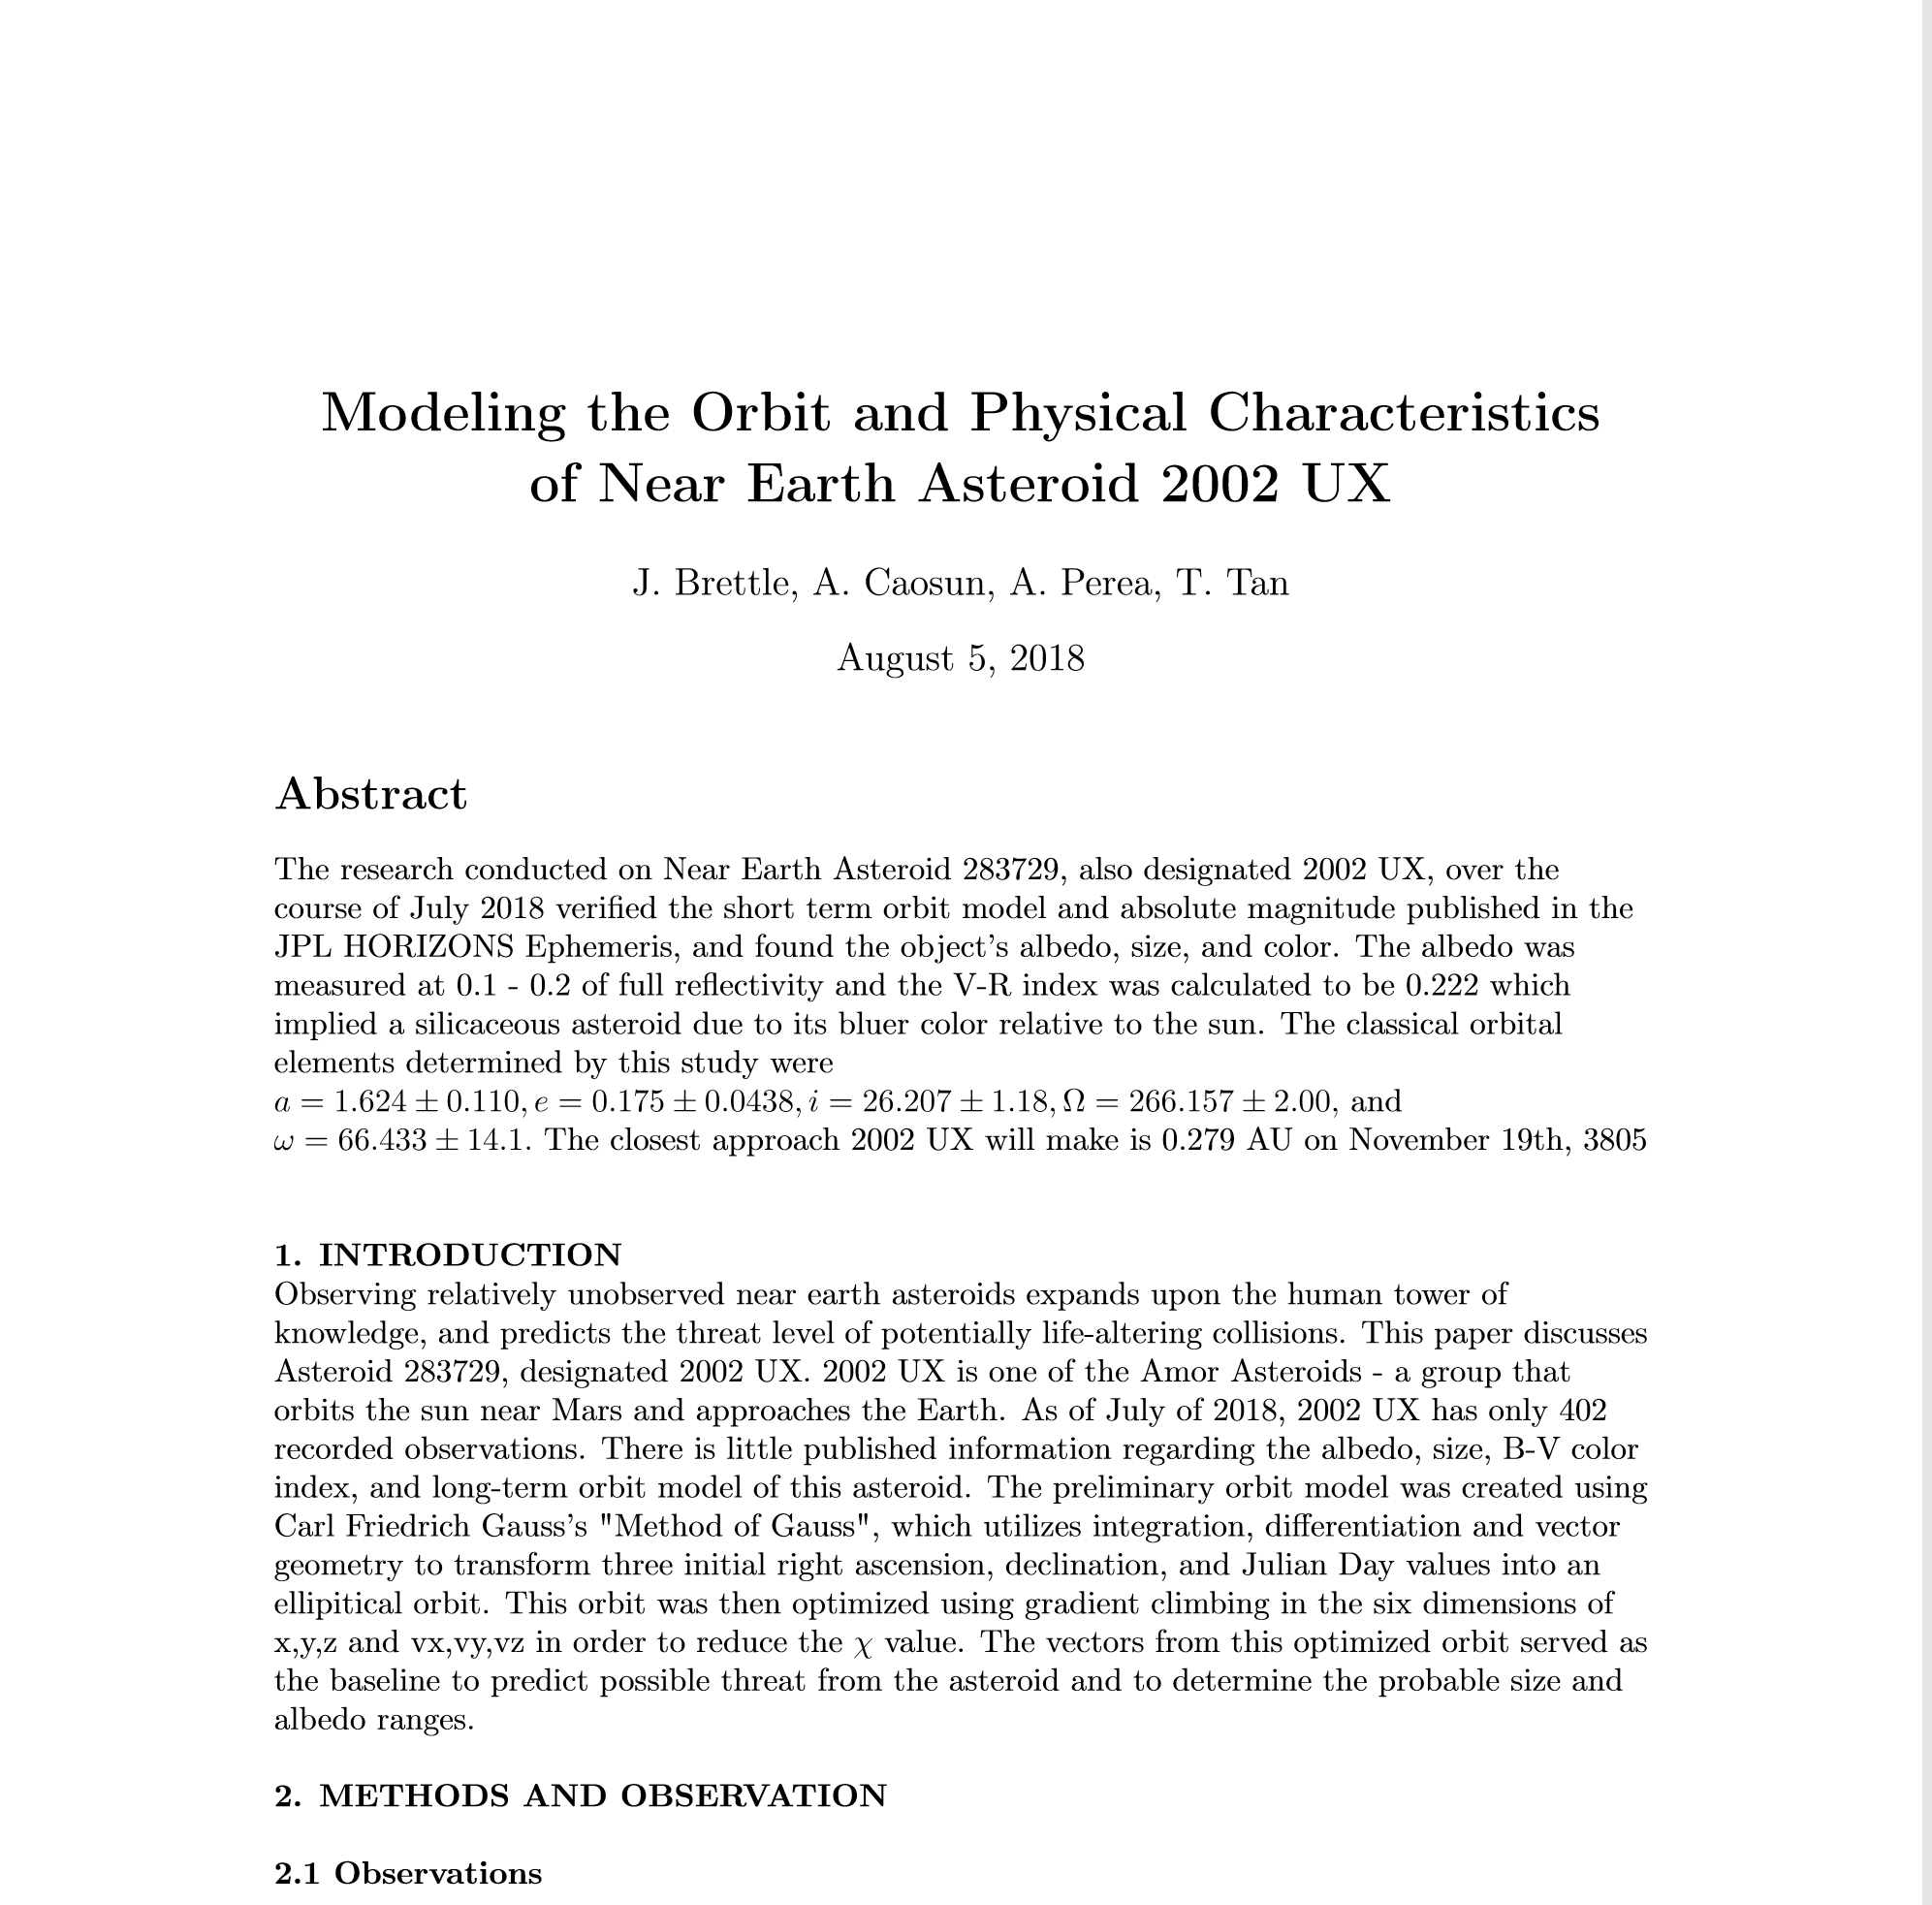 Modeling the Orbit and Physical Characteristics
of Near Earth Asteroid 2002 UX
J. Brettle, A. Caosun, A. Perea, T. Tan
August 5, 2018
Abstract
The research conducted on Near Earth Asteroid 283729, also designated 2002 UX, over the
course of July 2018 verified the short term orbit model and absolute magnitude published in the
JPL HORIZONS Ephemeris, and found the object's albedo, size, and color. The albedo was
measured at 0.1 - 0.2 of full reflectivity and the V-R index was calculated to be 0.222 which
implied a silicaceous asteroid due to its bluer color relative to the sun. The classical orbital
elements determined by this study were
a = 1.624 ± 0.110, e = 0.175 ± 0.0438, i = 26.207 ± 1.18, Ω = 266.157 ± 2.00, and
ω = 66.433 ± 14.1. The closest approach 2002 UX will make is 0.279 AU on November 19th, 3805
1. INTRODUCTION
Observing relatively unobserved near earth asteroids expands upon the human tower of
knowledge, and predicts the threat level of potentially life-altering collisions. This paper discusses
Asteroid 283729, designated 2002 UX. 2002 UX is one of the Amor Asteroids - a group that
orbits the sun near Mars and approaches the Earth. As of July of 2018, 2002 UX has only 402
recorded observations. There is little published information regarding the albedo, size, B-V color
index, and long-term orbit model of this asteroid. The preliminary orbit model was created using
Carl Friedrich Gauss's "Method of Gauss", which utilizes integration, differentiation and vector
geometry to transform three initial right ascension, declination, and Julian Day values into an
ellipitical orbit. This orbit was then optimized using gradient climbing in the six dimensions of
x,y,z and vx,vy,vz in order to reduce the χ value. The vectors from this optimized orbit served as
the baseline to predict possible threat from the asteroid and to determine the probable size and
albedo ranges.
2. METHODS AND OBSERVATION
2.1 Observations